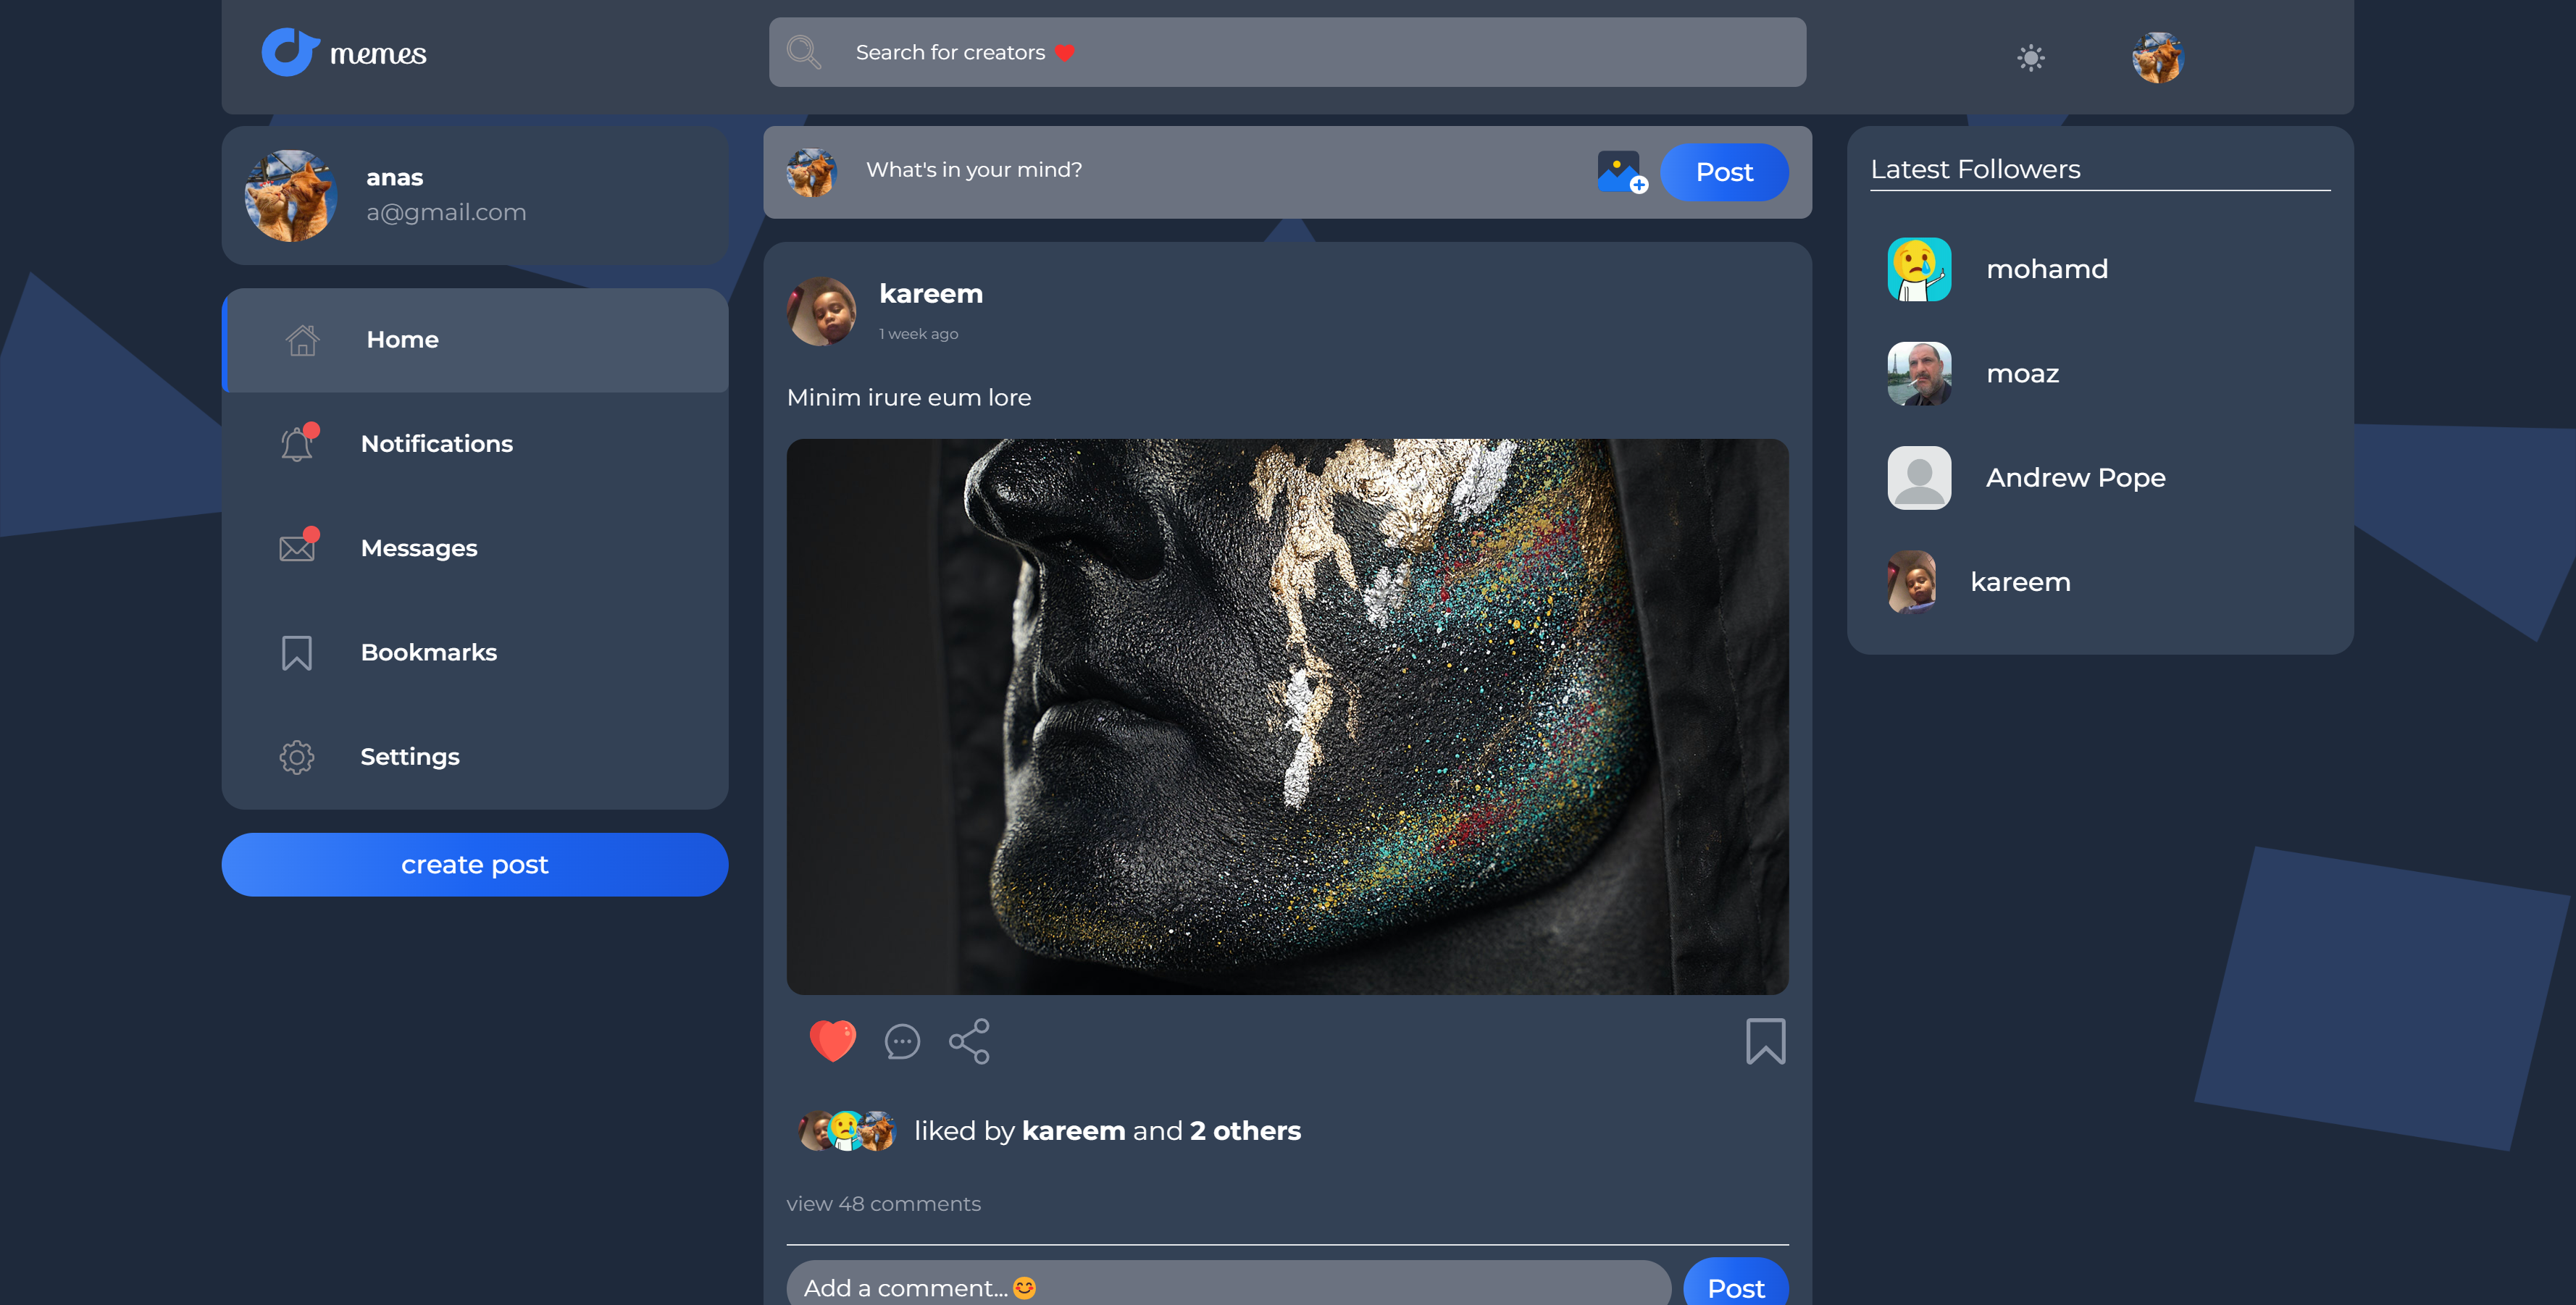 memes
Search for creators ❤️
anas
a@gmail.com
Home
Notifications
Messages
Bookmarks
Settings
create post
What's in your mind?
Post
kareem
1 week ago
Minim irure eum lore
liked by kareem and 2 others
view 48 comments
Add a comment...😊
Post
Latest Followers
mohamd
moaz
Andrew Pope
kareem